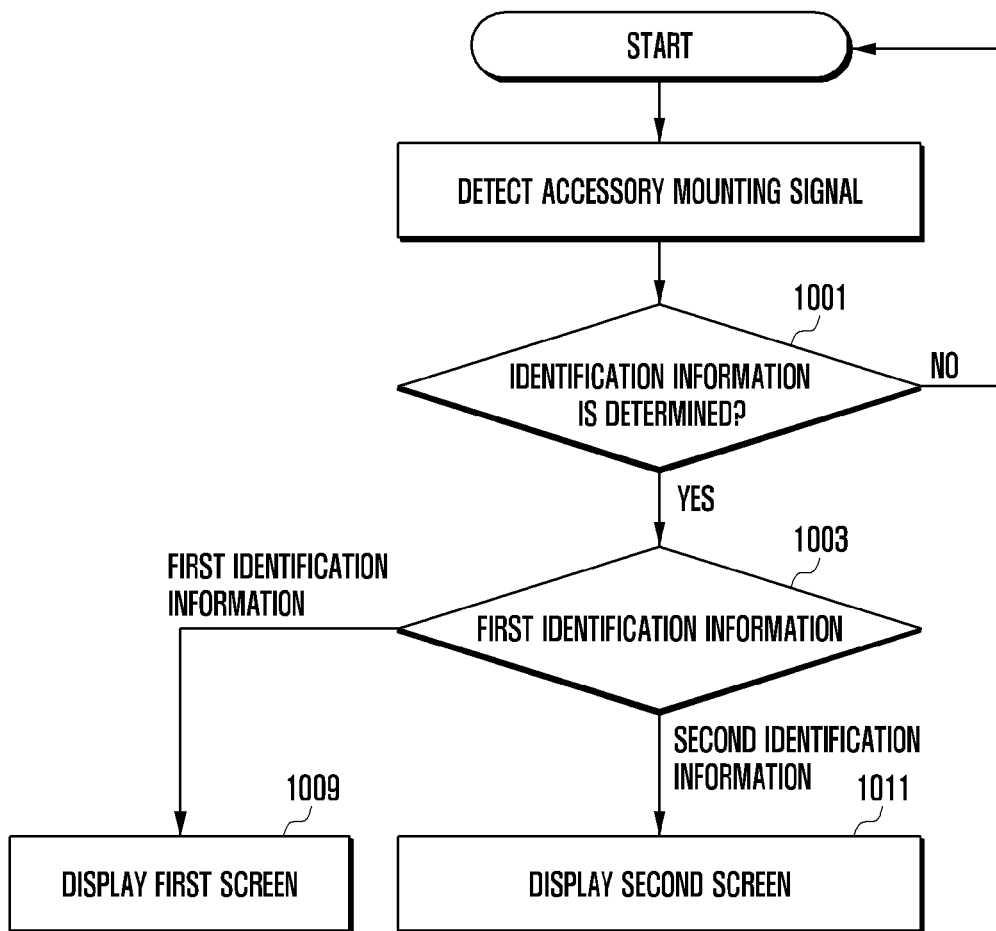 START
DETECT ACCESSORY MOUNTING SIGNAL
1001
IDENTIFICATION INFORMATION
IS DETERMINED?
NO
YES
1003
FIRST IDENTIFICATION
INFORMATION
FIRST IDENTIFICATION INFORMATION
SECOND IDENTIFICATION
INFORMATION
1009
DISPLAY FIRST SCREEN
1011
DISPLAY SECOND SCREEN